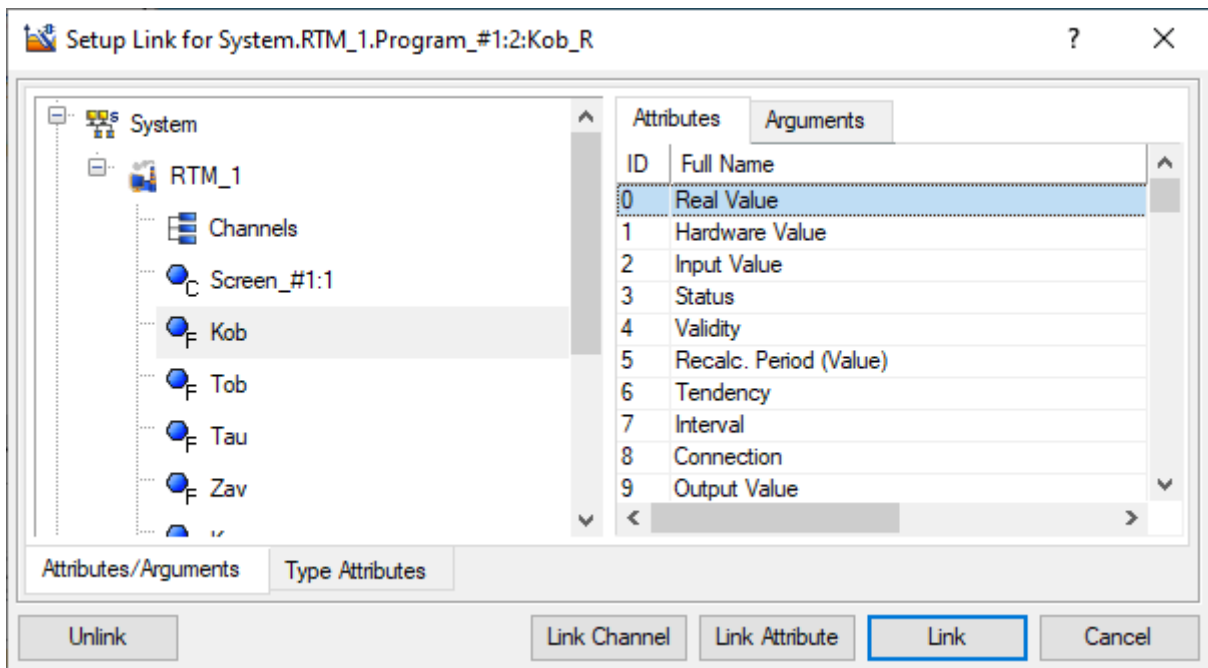 Setup Link for System.RTM_1.Program_#1:2:Kob_R
? 
System
RTM_1
Channels
Screen_#1:1
Kob
Tob
Tau
Zav
Attributes Arguments
ID Full Name
0 Real Value
1 Hardware Value
2 Input Value
3 Status
4 Validity
5 Recalc. Period (Value)
6 Tendency
7 Interval
8 Connection
9 Output Value
Attributes/Arguments Type Attributes
Unlink Link Channel Link Attribute Link Cancel